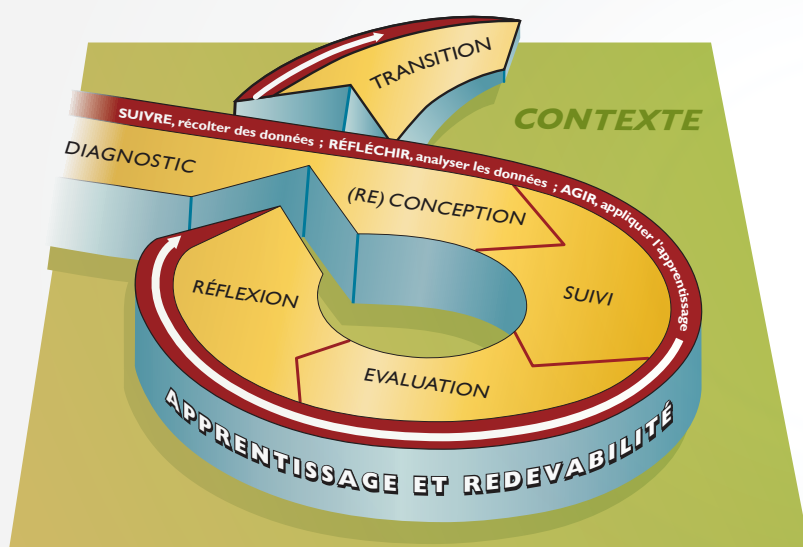 TRANSITION
CONTEXTE
SUIVRE, récolter des données ; RÉFLÉCHIR, analyser les données ; AGIR, appliquer l'apprentissage
DIAGNOSTIC
(RE) CONCEPTION
SUIVI
RÉFLEXION
EVALUATION
APPRENTISSAGE ET REDEVABILITÉ